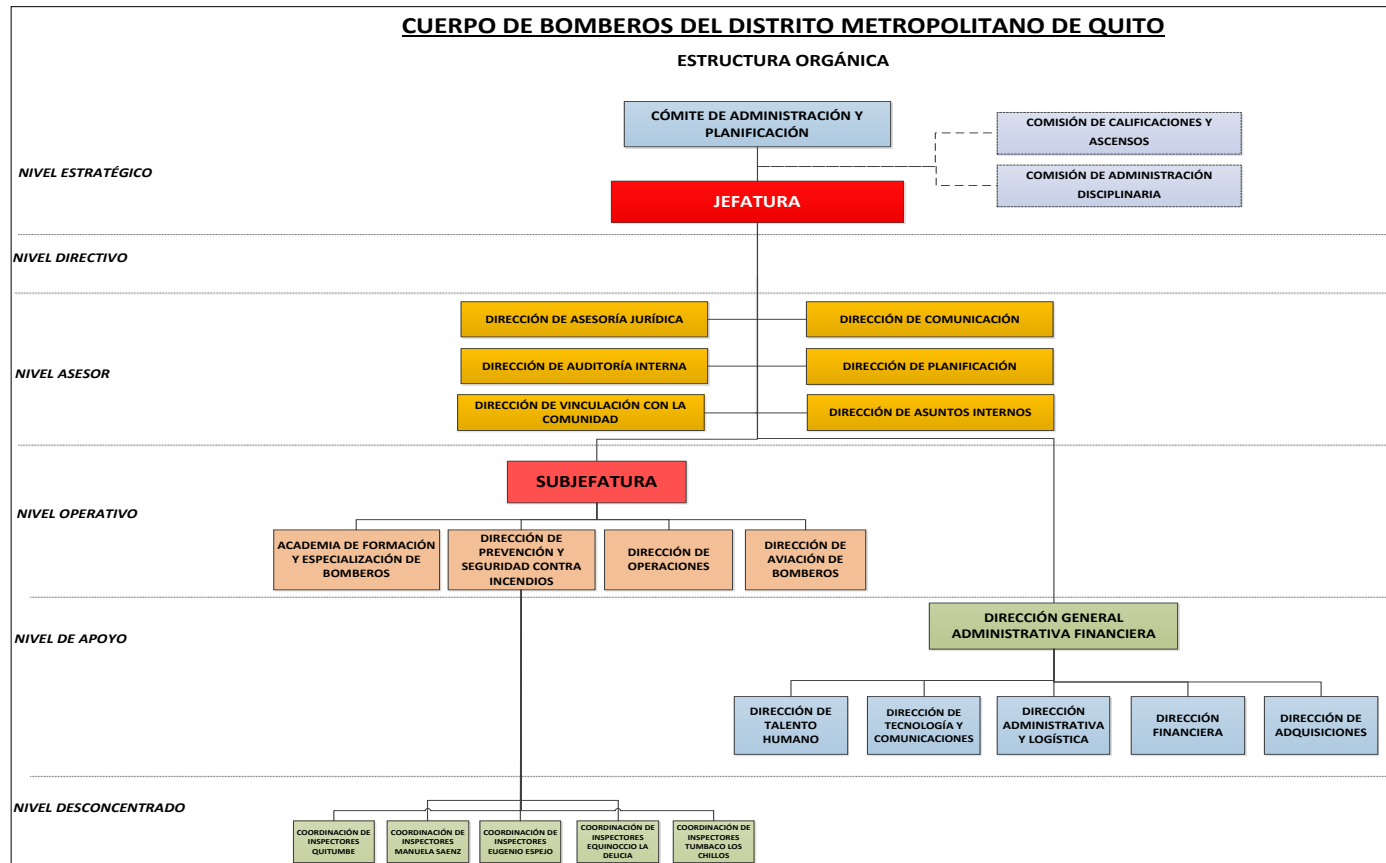 CUERPO DE BOMBEROS DEL DISTRITO METROPOLITANO DE QUITO
ESTRUCTURA ORGÁNICA
CÓMITE DE ADMINISTRACIÓN Y
PLANIFICACIÓN
COMISIÓN DE CALIFICACIONES Y
ASCENSOS
COMISIÓN DE ADMINISTRACIÓN
DISCIPLINARIA
NIVEL ESTRATÉGICO
JEFATURA
NIVEL DIRECTIVO
DIRECCIÓN DE ASESORÍA JURÍDICA
DIRECCIÓN DE COMUNICACIÓN
DIRECCIÓN DE AUDITORÍA INTERNA
DIRECCIÓN DE PLANIFICACIÓN
NIVEL ASESOR
DIRECCIÓN DE VINCULACIÓN CON LA
COMUNIDAD
DIRECCIÓN DE ASUNTOS INTERNOS
SUBJEFATURA
NIVEL OPERATIVO
ACADEMIA DE FORMACIÓN
Y ESPECIALIZACIÓN DE
BOMBEROS
DIRECCIÓN DE
PREVENCIÓN Y
SEGURIDAD CONTRA
INCENDIOS
DIRECCIÓN DE
OPERACIONES
DIRECCIÓN DE
AVIACIÓN DE
BOMBEROS
NIVEL DE APOYO
DIRECCIÓN GENERAL
ADMINISTRATIVA FINANCIERA
DIRECCIÓN DE
TALENTO
HUMANO
DIRECCIÓN DE
TECNOLOGÍA Y
COMUNICACIONES
DIRECCIÓN
ADMINISTRATIVA
Y LOGÍSTICA
DIRECCIÓN
FINANCIERA
DIRECCIÓN DE
ADQUISICIONES
NIVEL DESCONCENTRADO
COORDINACIÓN DE
INSPECTORES
QUITUMBE
COORDINACIÓN DE
INSPECTORES
MANUELA SAENZ
COORDINACIÓN DE
INSPECTORES
EUGENIO ESPEJO
COORDINACIÓN DE
INSPECTORES
EQUINOCCIO LA
DELICIA
COORDINACIÓN DE
INSPECTORES
TUMBACO LOS
CHILLOS